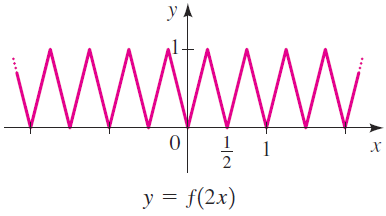 y
1
0 1/2 1 x
y = f(2x)